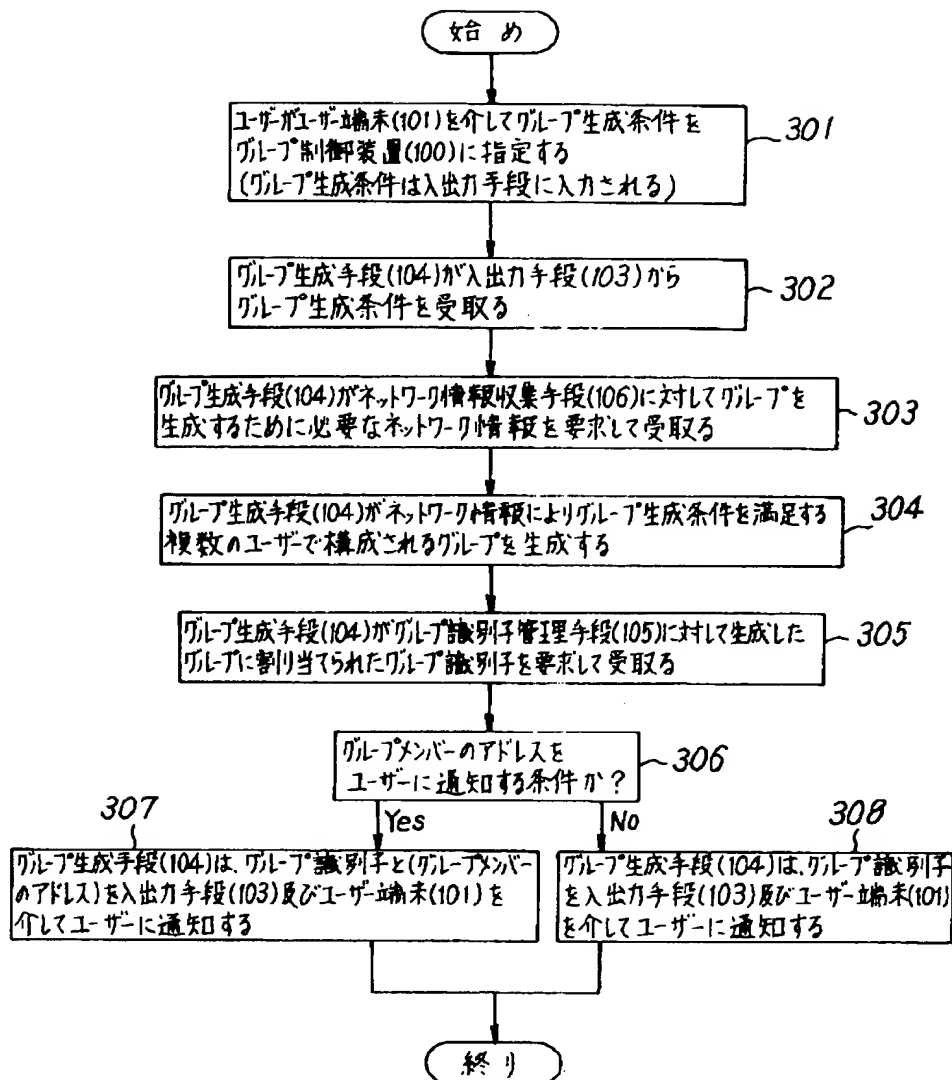 始め
ユーザーがユーザー端末(101)を介してグループ生成条件を
グループ制御装置(100)に指定する
(グループ生成条件は入出力手段に入力される)
301
グループ生成手段(104)が入出力手段(103)から
グループ生成条件を受取る
302
グループ生成手段(104)がネットワーク情報収集手段(106)に対してグループを
生成するために必要なネットワーク情報を要求して受取る
303
グループ生成手段(104)がネットワーク情報によりグループ生成条件を満足する
複数のユーザーで構成されるグループを生成する
304
グループ生成手段(104)がグループ識別子管理手段(105)に対して生成した
グループに割り当てられたグループ識別子を要求して受取る
305
グループメンバーのアドレスを
ユーザーに通知する条件か?
306
Yes
No
307
グループ生成手段(104)は、グループ識別子と(グループメンバー
のアドレス)を入出力手段(103)及びユーザー端末(101)を
介してユーザーに通知する
308
グループ生成手段(104)は、グループ識別子
を入出力手段(103)及びユーザー端末(101)
を介してユーザーに通知する
終り